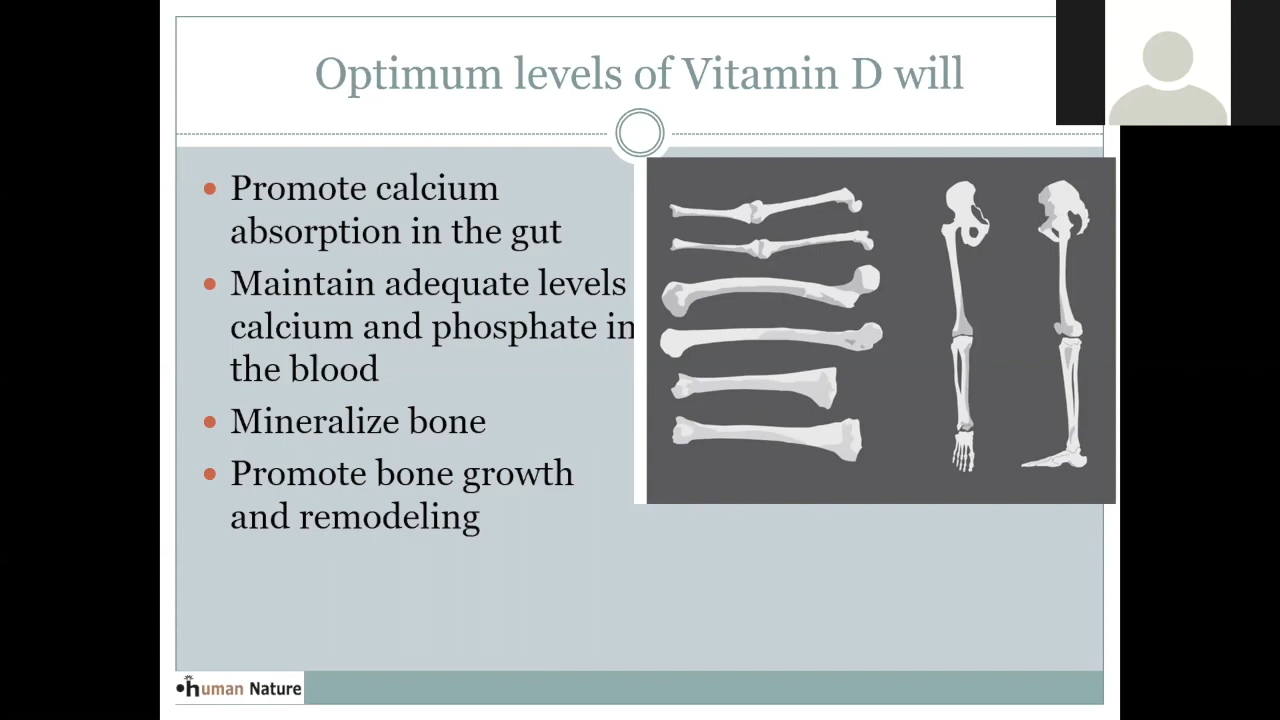 Optimum levels of Vitamin D will
Promote calcium
absorption in the gut
Maintain adequate levels
calcium and phosphate in
the blood
Mineralize bone
Promote bone growth
and remodeling
human Nature